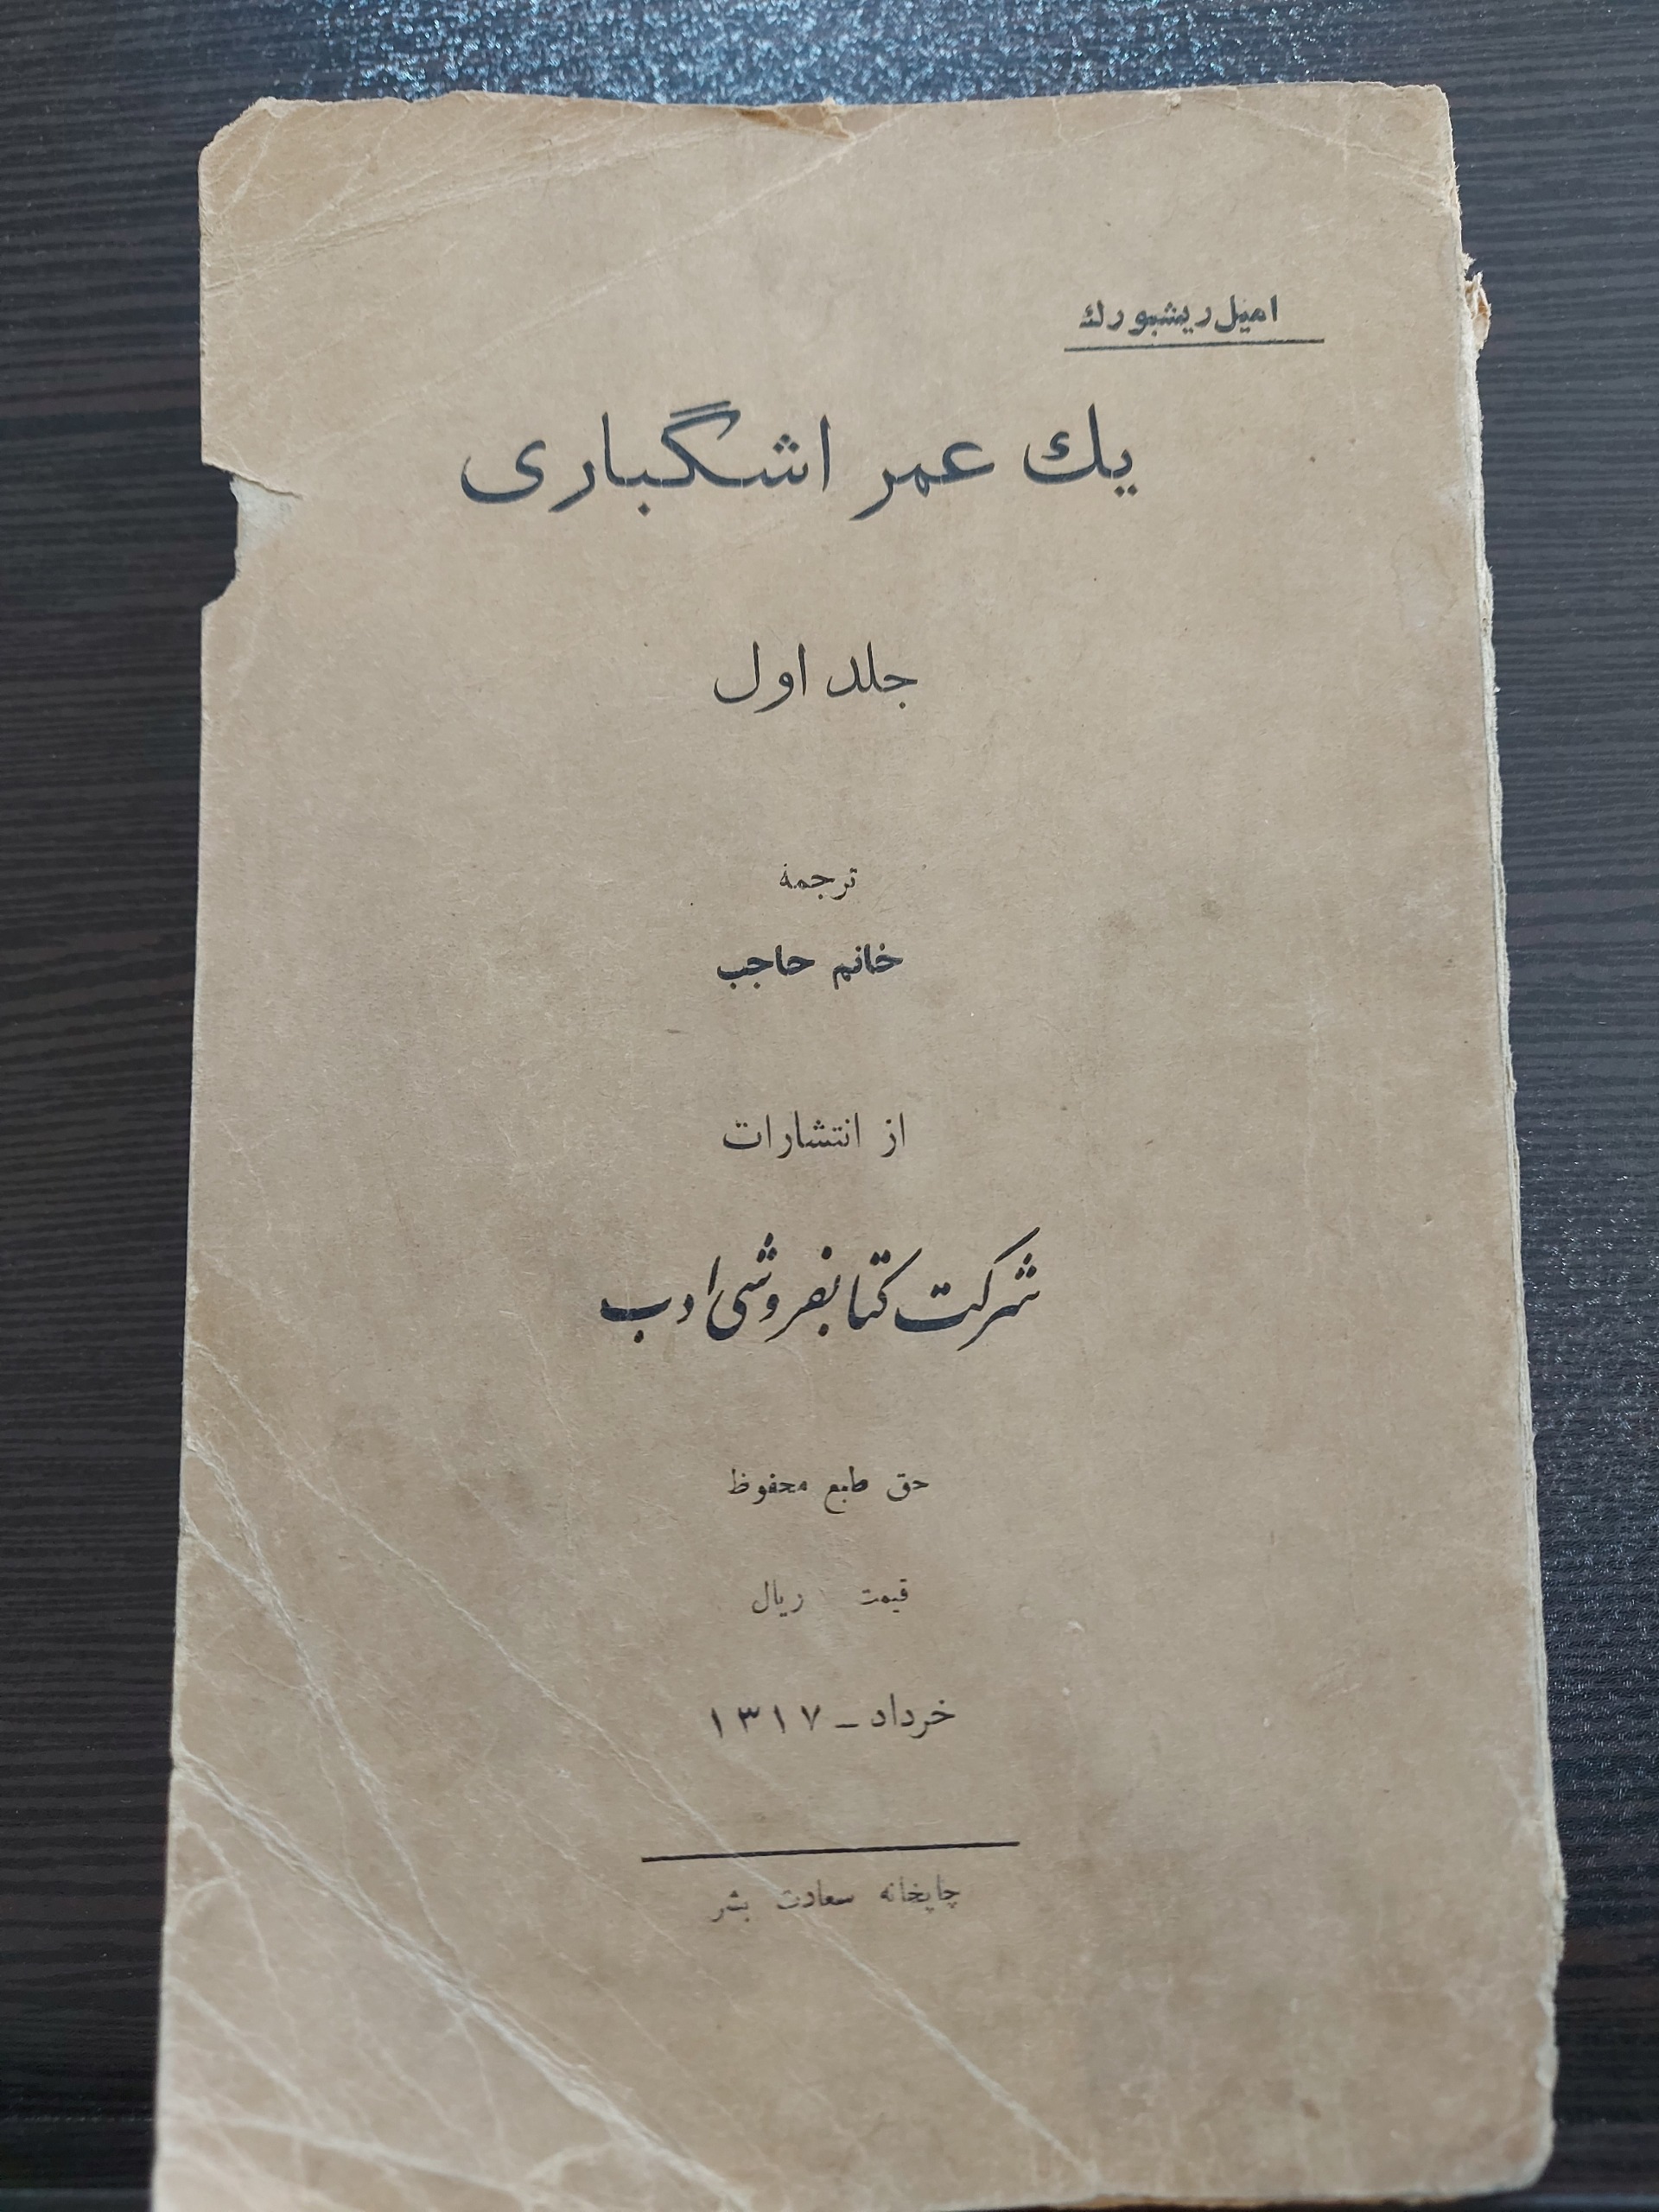 امیل ریشبورك
یك عمر اشگباری
جلد اول
ترجمهٔ
خانم حاجب
از انتشارات
شرکت کتابفروشی ادب
حق طبع محفوظ
قیمت ریال
خرداد ـ ۱۳۱۷
چاپخانه سعادت بشر